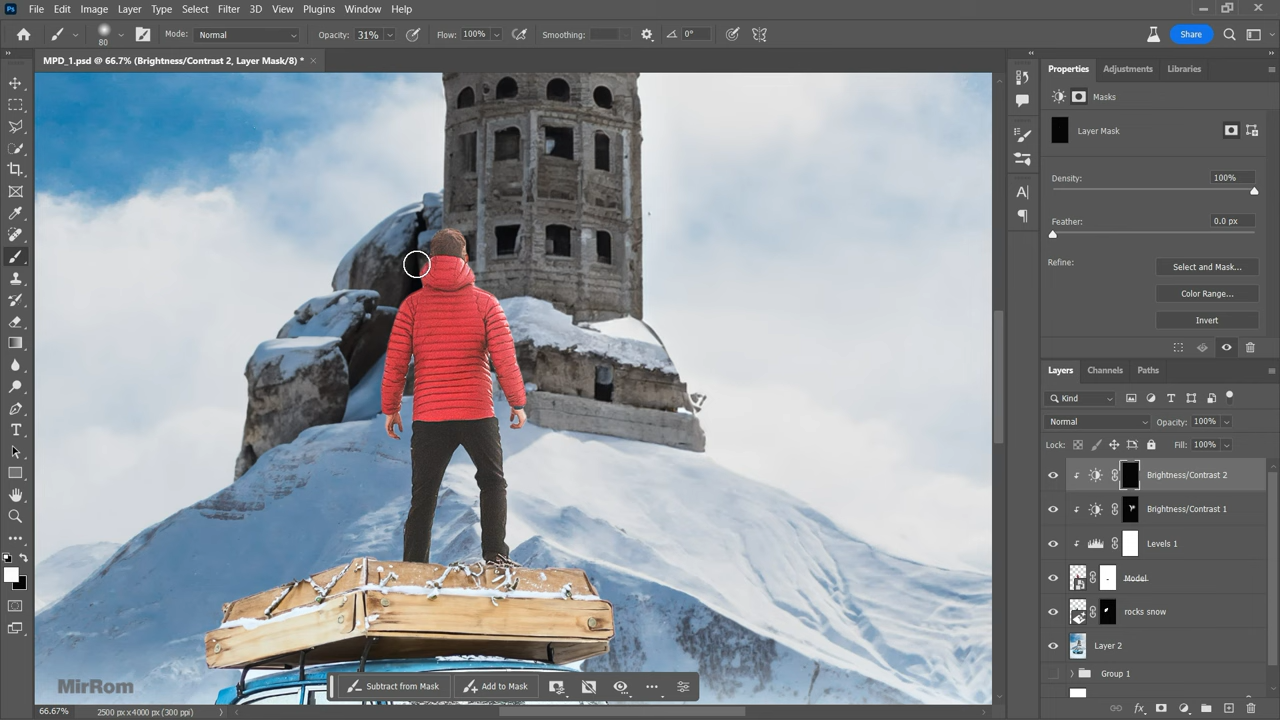 Ps File Edit Image Layer Type Select Filter 3D View Plugins Window Help
80 Mode: Normal Opacity: 31% Flow: 100% Smoothing: 0° Share
MPD_1.psd @ 66.7% (Brightness/Contrast 2, Layer Mask/8) *
Properties Adjustments Libraries
Masks
Layer Mask
Density: 100%
Feather: 0.0 px
Refine:
Select and Mask...
Color Range...
Invert
Layers Channels Paths
Kind
Normal Opacity: 100%
Lock: Fill: 100%
Brightness/Contrast 2
Brightness/Contrast 1
Levels 1
Model
rocks snow
Layer 2
Group 1
MirRom
Subtract from Mask Add to Mask
66.67% 2500 px x 4000 px (300 ppi)